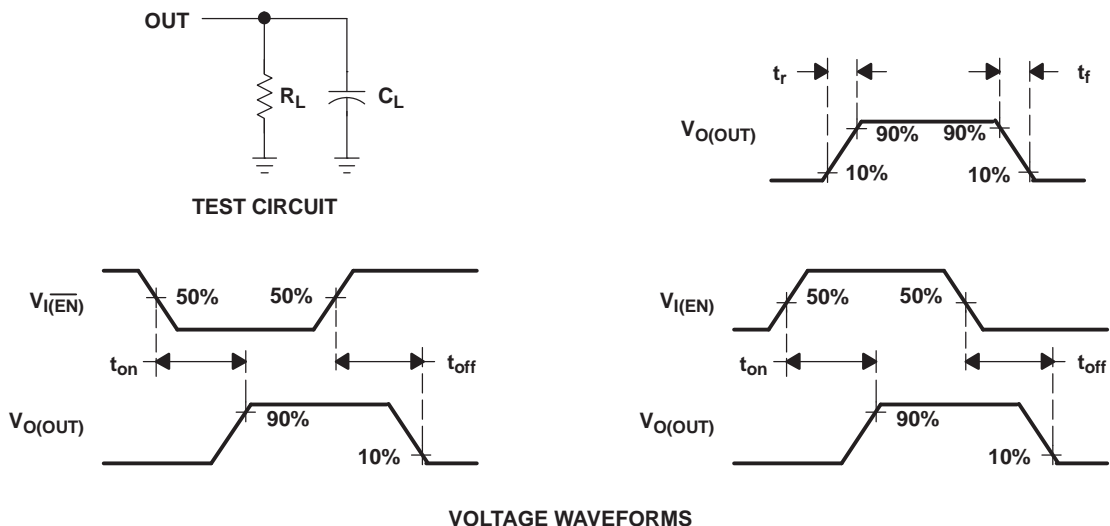 OUT
R_L
C_L
TEST CIRCUIT
t_r
t_f
V_O(OUT)
90%
90%
10%
10%
V_I(E̅N̅)
50%
50%
t_on
t_off
V_O(OUT)
90%
10%
V_I(EN)
50%
50%
t_on
t_off
V_O(OUT)
90%
10%
VOLTAGE WAVEFORMS